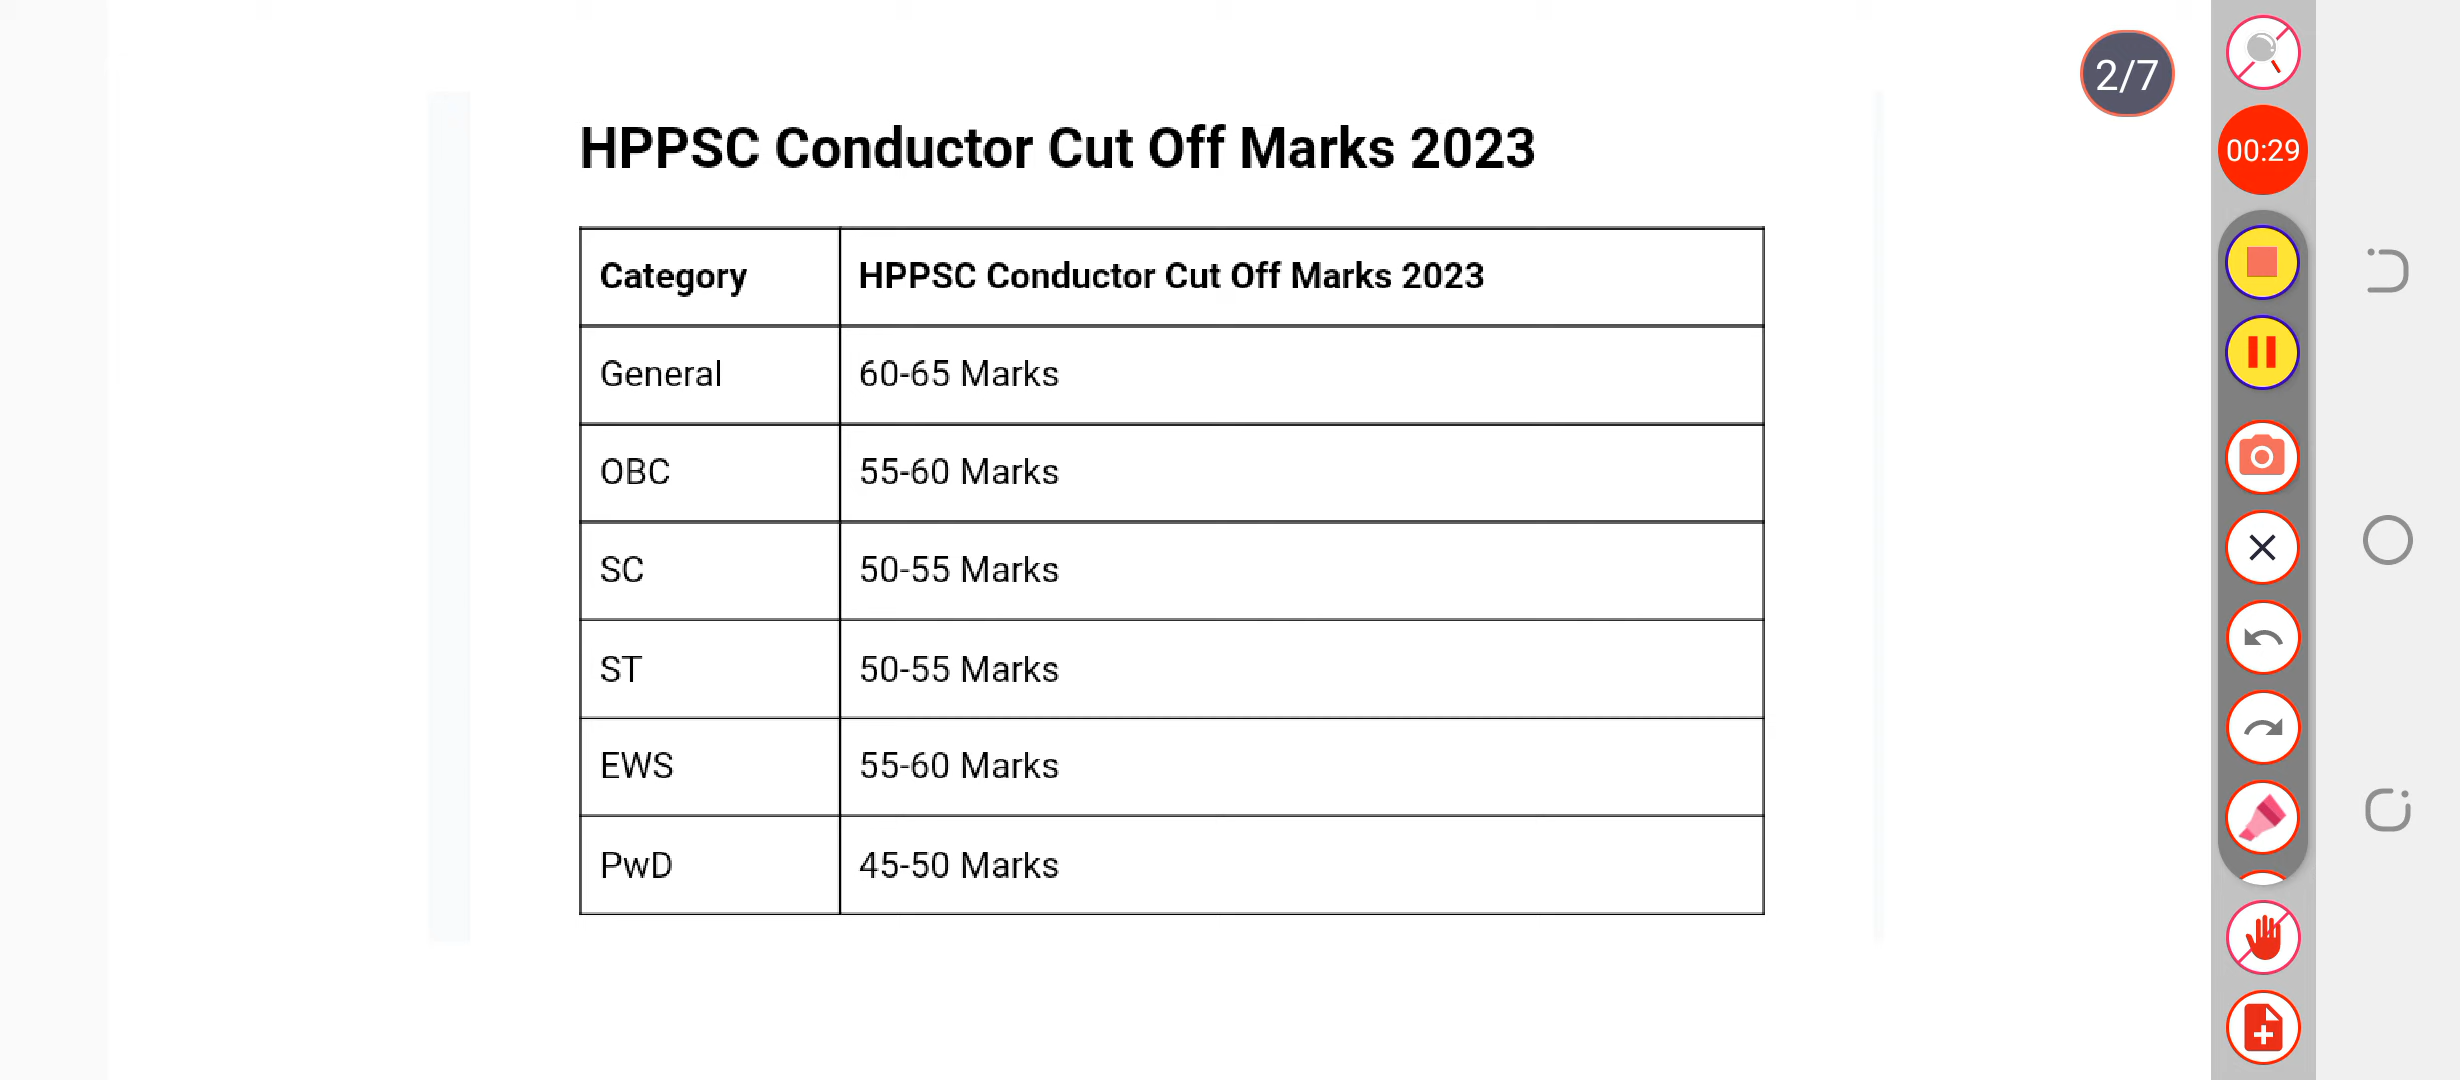 2/7
00:29
HPPSC Conductor Cut Off Marks 2023
Category HPPSC Conductor Cut Off Marks 2023
General 60-65 Marks
OBC 55-60 Marks
SC 50-55 Marks
ST 50-55 Marks
EWS 55-60 Marks
PwD 45-50 Marks